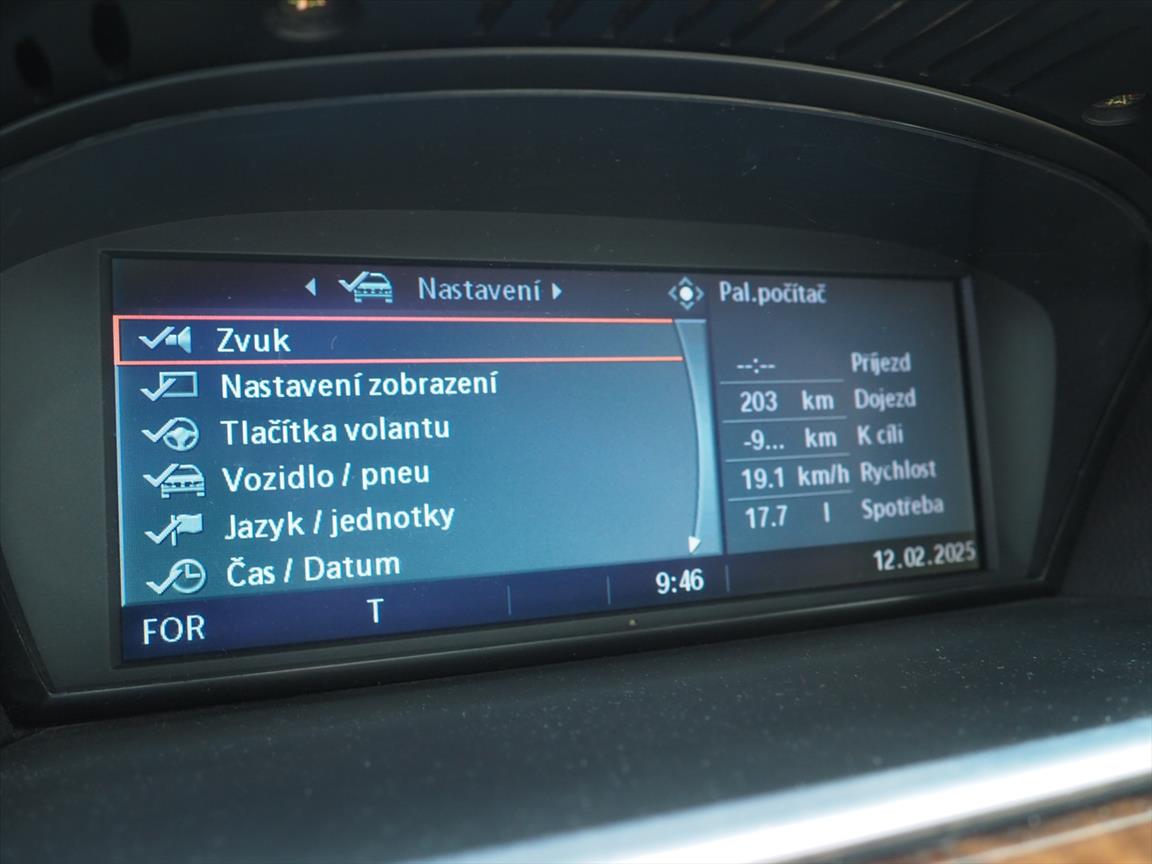 Nastavení
Zvuk
Nastavení zobrazení
Tlačítka volantu
Vozidlo / pneu
Jazyk / jednotky
Čas / Datum
Pal.počítač
--:-- Příjezd
203 km Dojezd
-9... km K cíli
19.1 km/h Rychlost
17.7 l Spotřeba
12.02.2025
FOR T 9:46